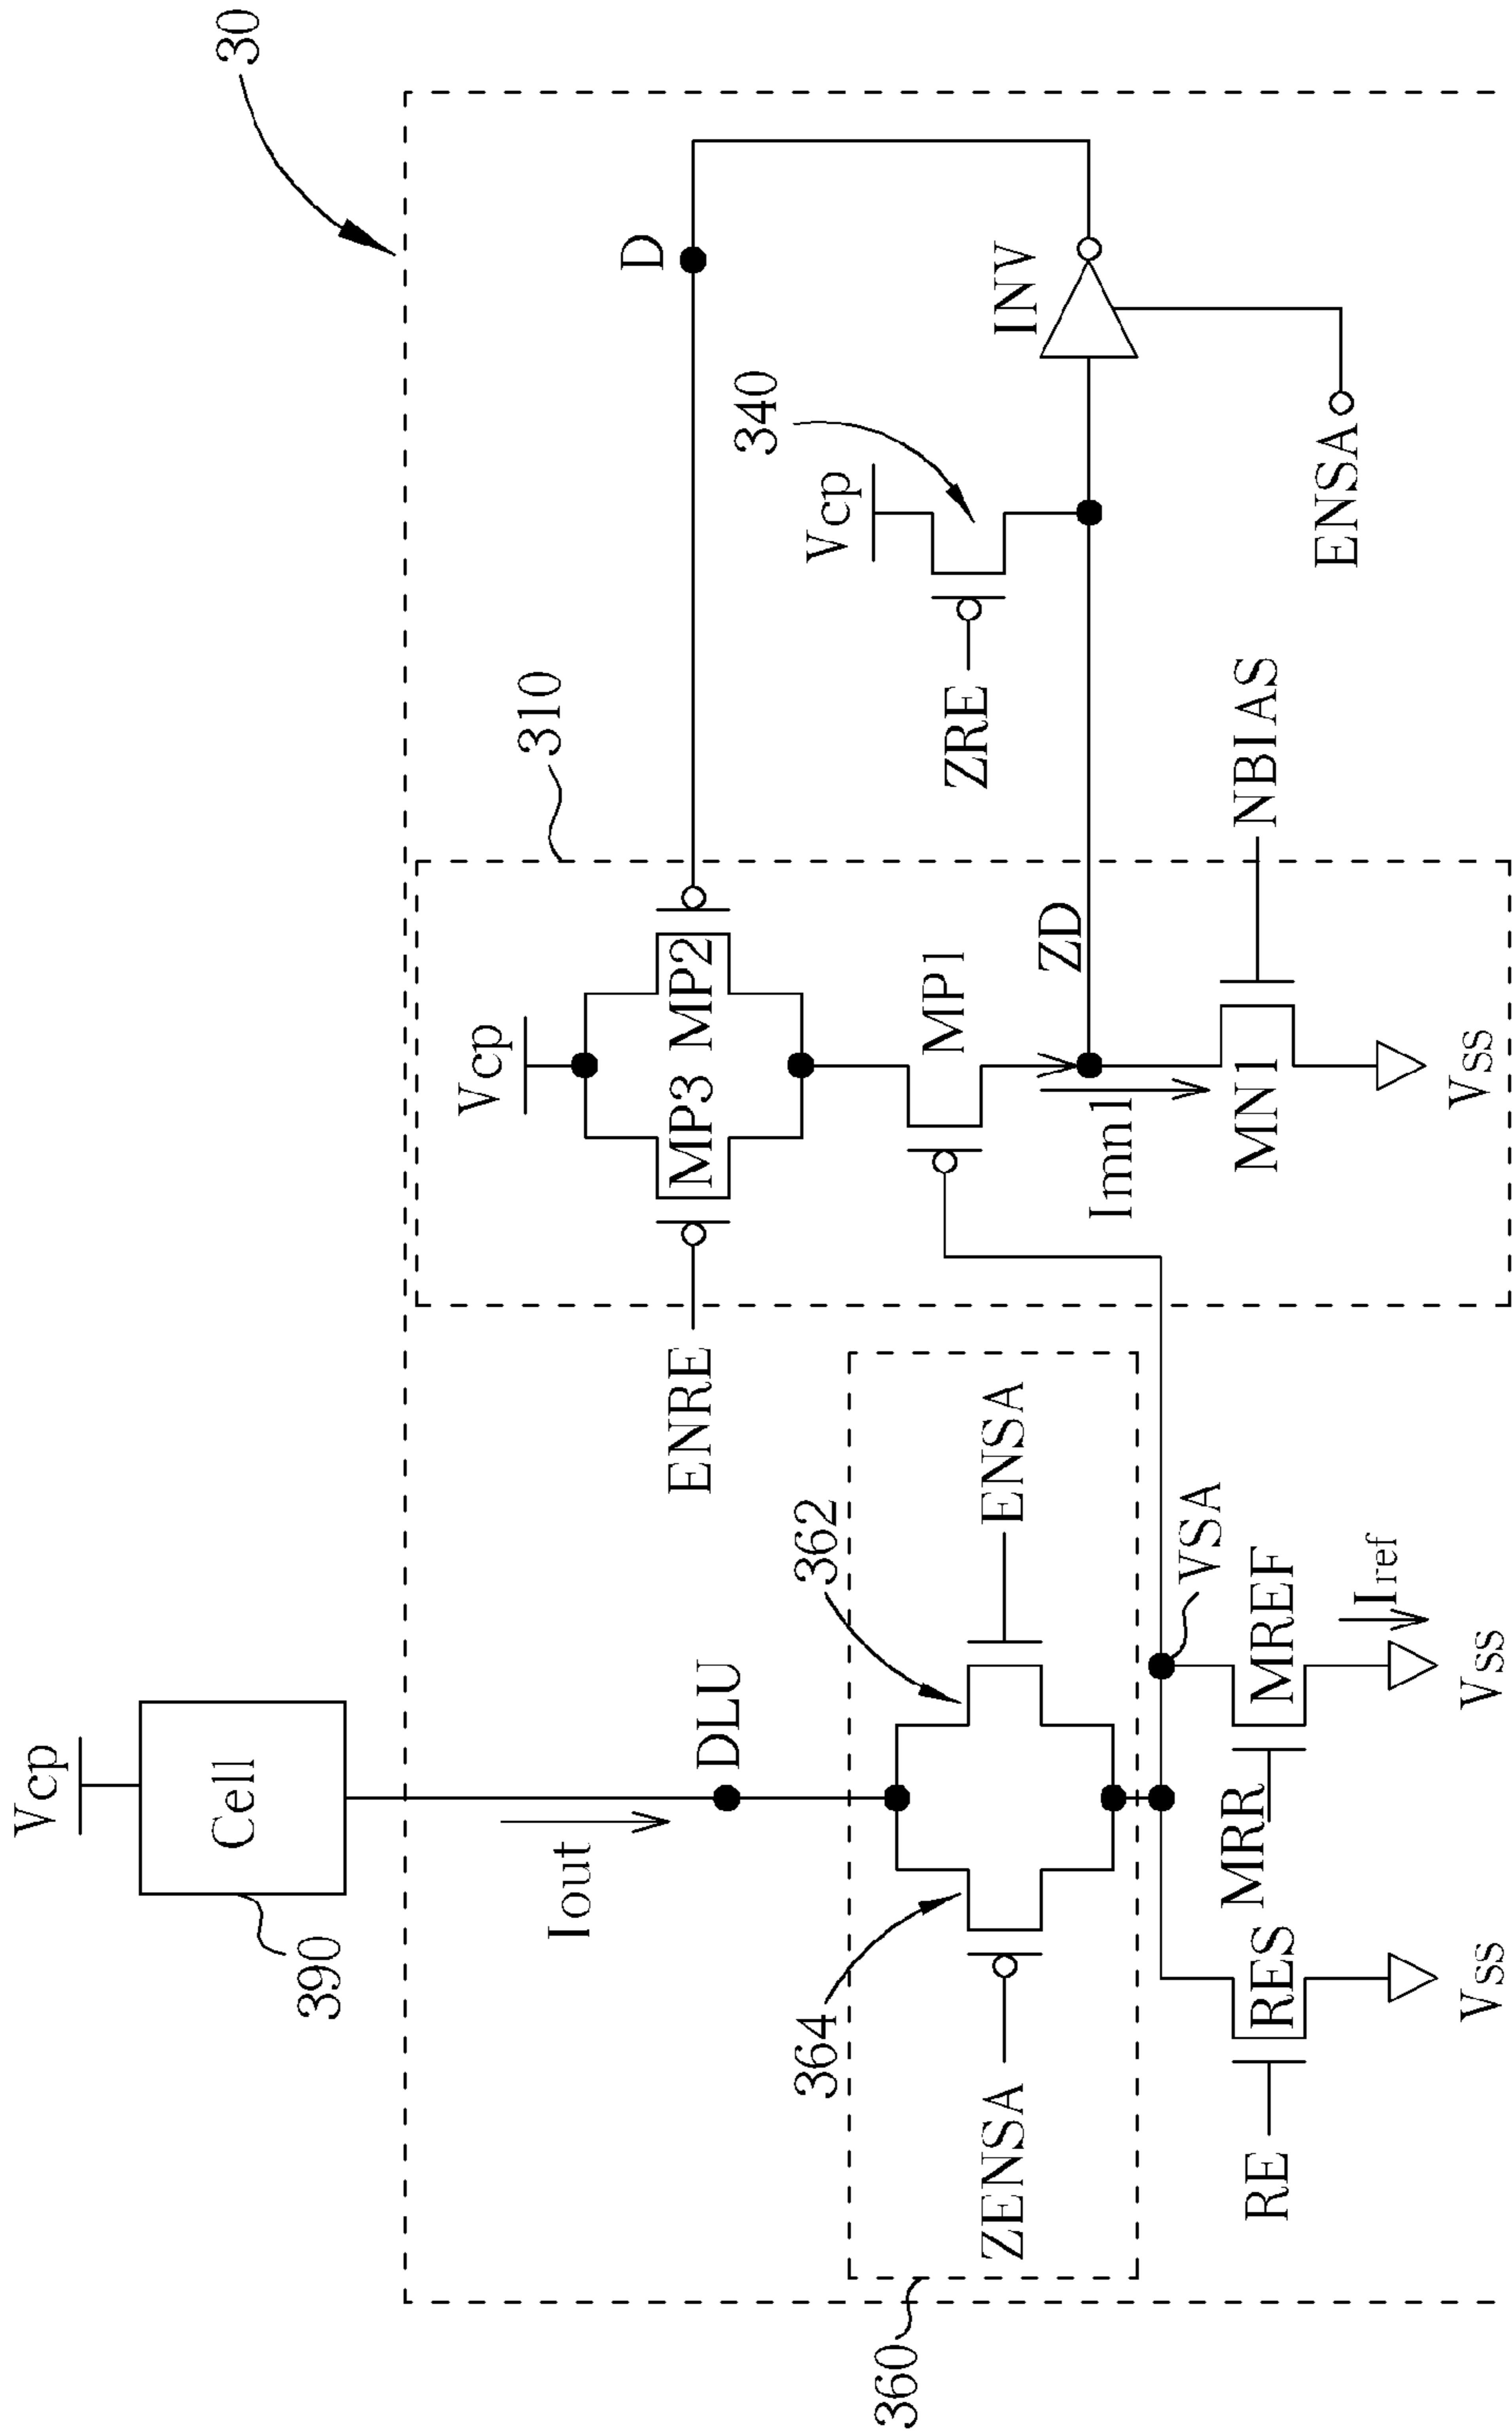 30
Vcp
Cell
390
Iout
DLU
364
362
ZENSA
ENSA
360
VSA
RE
RES
MRR
MREF
Iref
Vss
Vss
310
Vcp
ENRE
MP3
MP2
MP1
ZD
Imn1
MN1
NBIAS
Vss
D
340
Vcp
ZRE
INV
ENSA